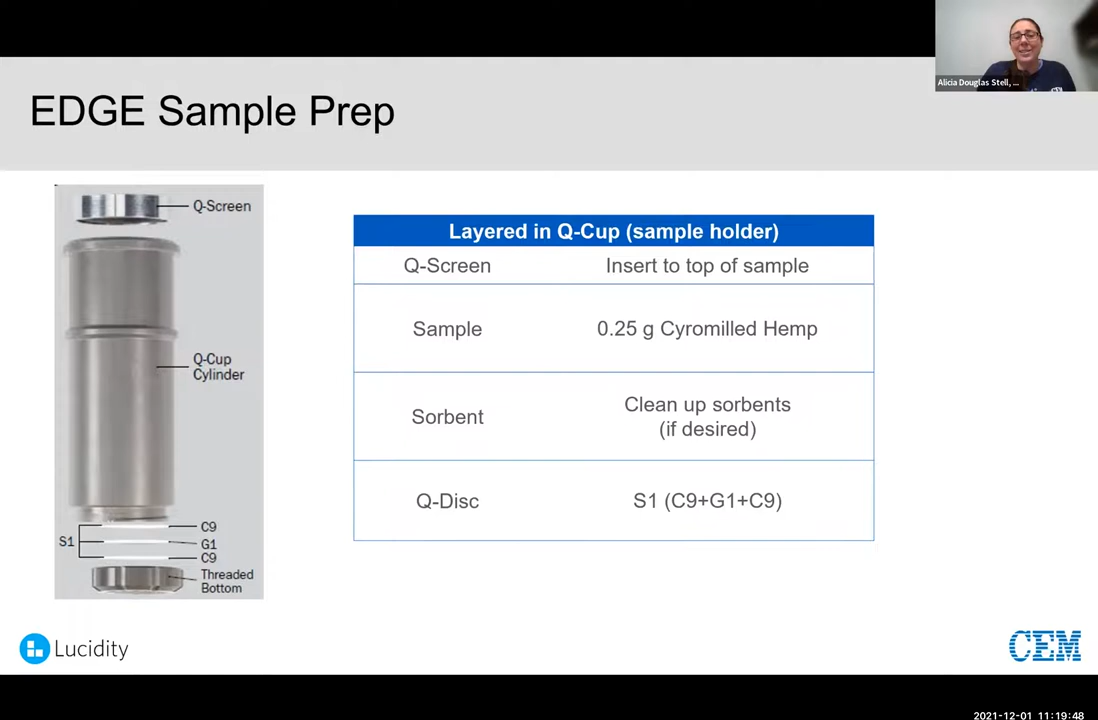 Alicia Douglas Stell, ...
EDGE Sample Prep
Q-Screen
Q-Cup
Cylinder
C9
S1
G1
C9
Threaded
Bottom
Layered in Q-Cup (sample holder)
Q-Screen Insert to top of sample
Sample 0.25 g Cyromilled Hemp
Sorbent Clean up sorbents
(if desired)
Q-Disc S1 (C9+G1+C9)
Lucidity
CEM
CEM
2021-12-01 11:19:48